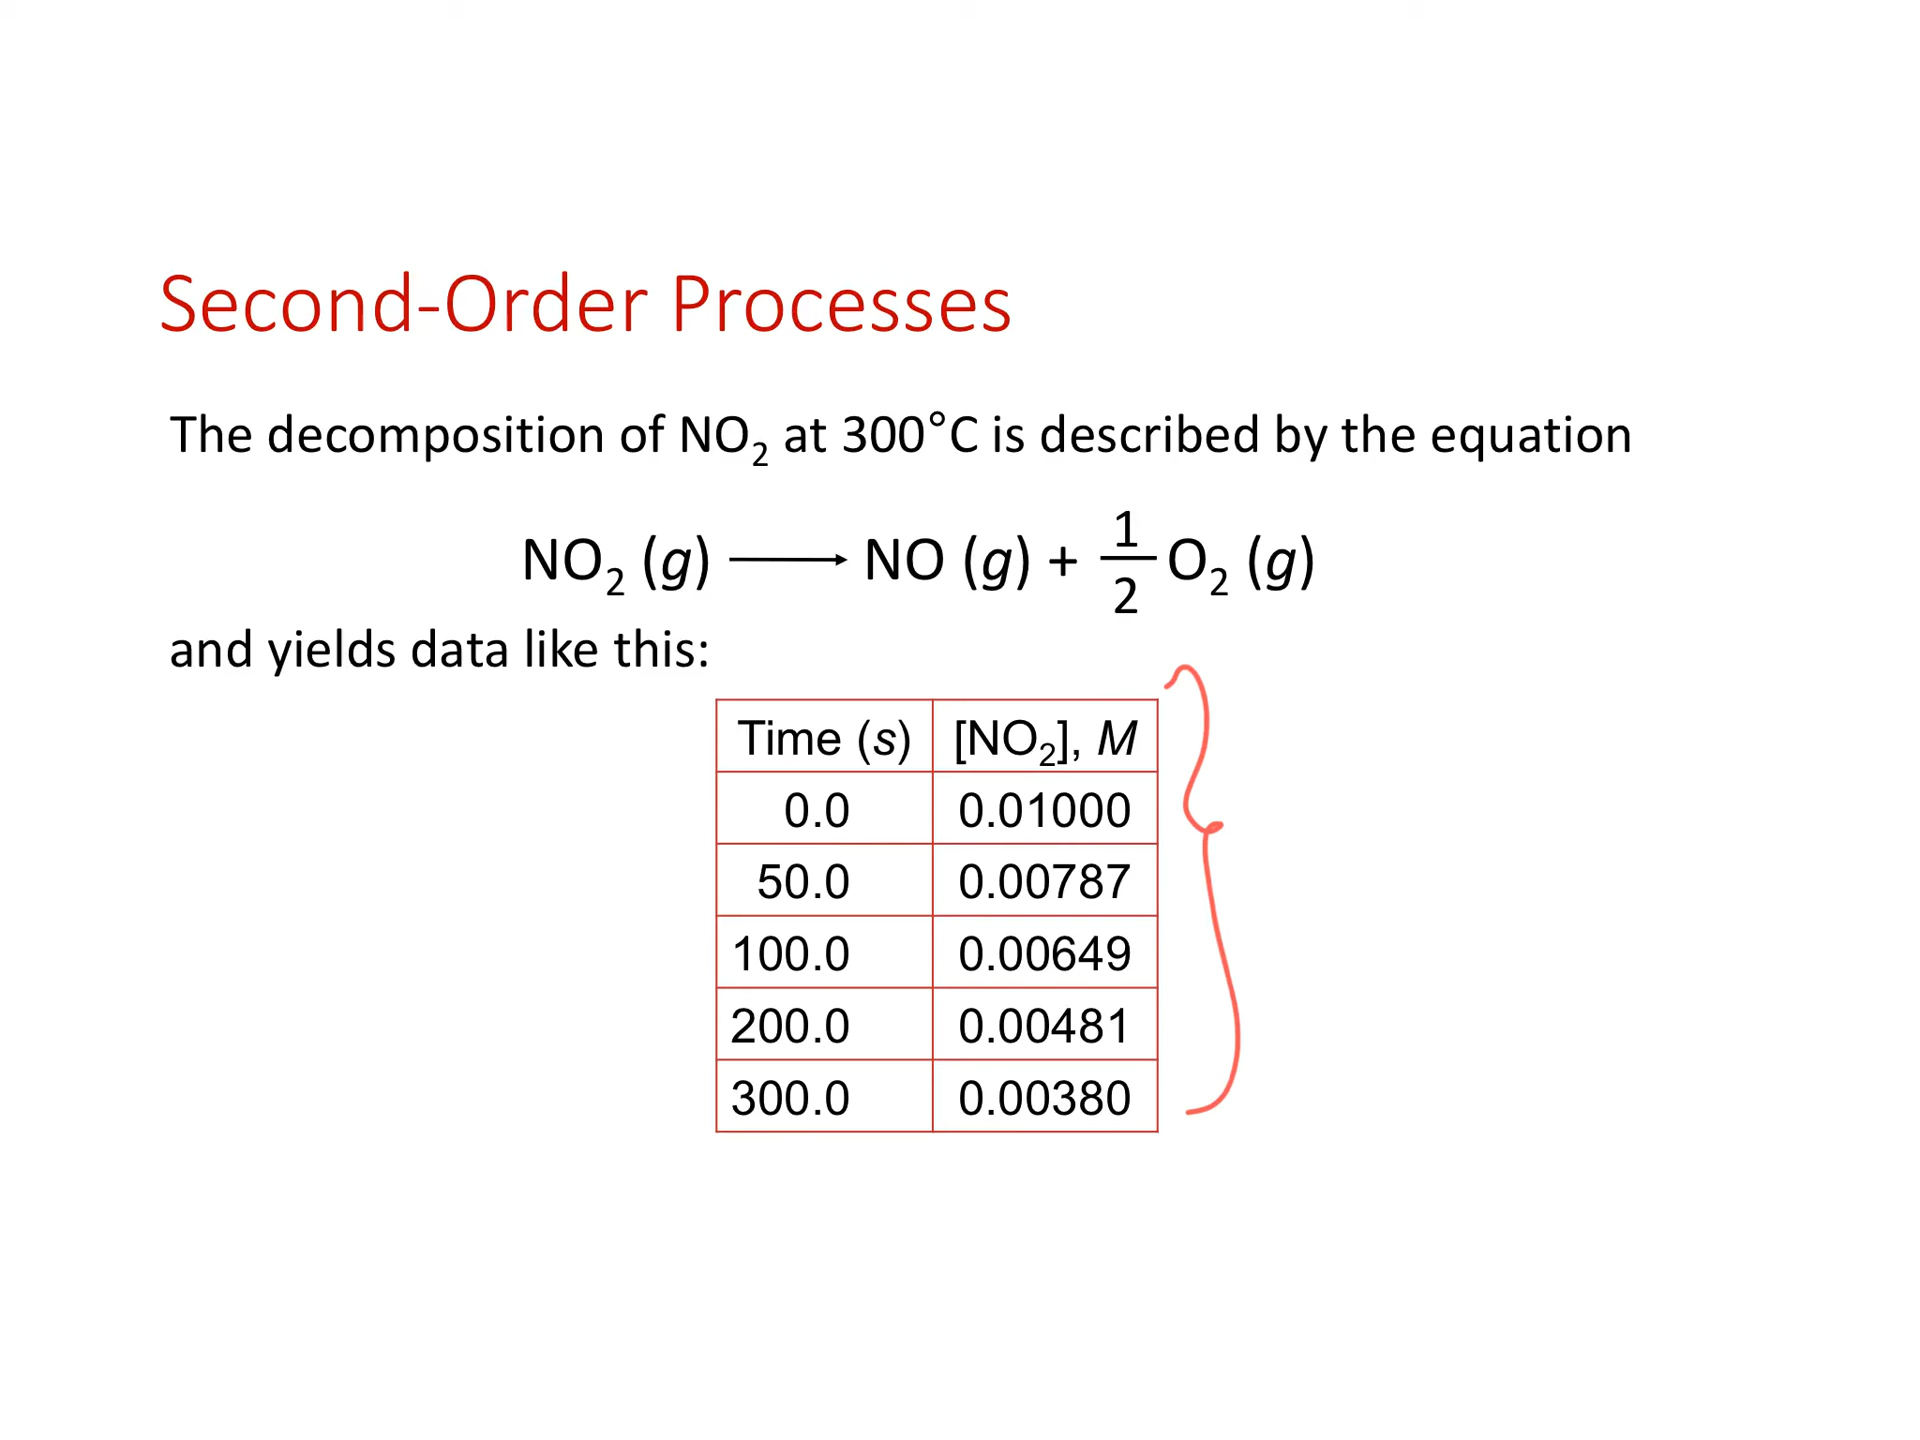 Second-Order Processes
The decomposition of NO₂ at 300°C is described by the equation
NO₂ (g) ⟶ NO (g) + 1/2 O₂ (g)
and yields data like this:
Time (s) [NO₂], M
0.0 0.01000
50.0 0.00787
100.0 0.00649
200.0 0.00481
300.0 0.00380